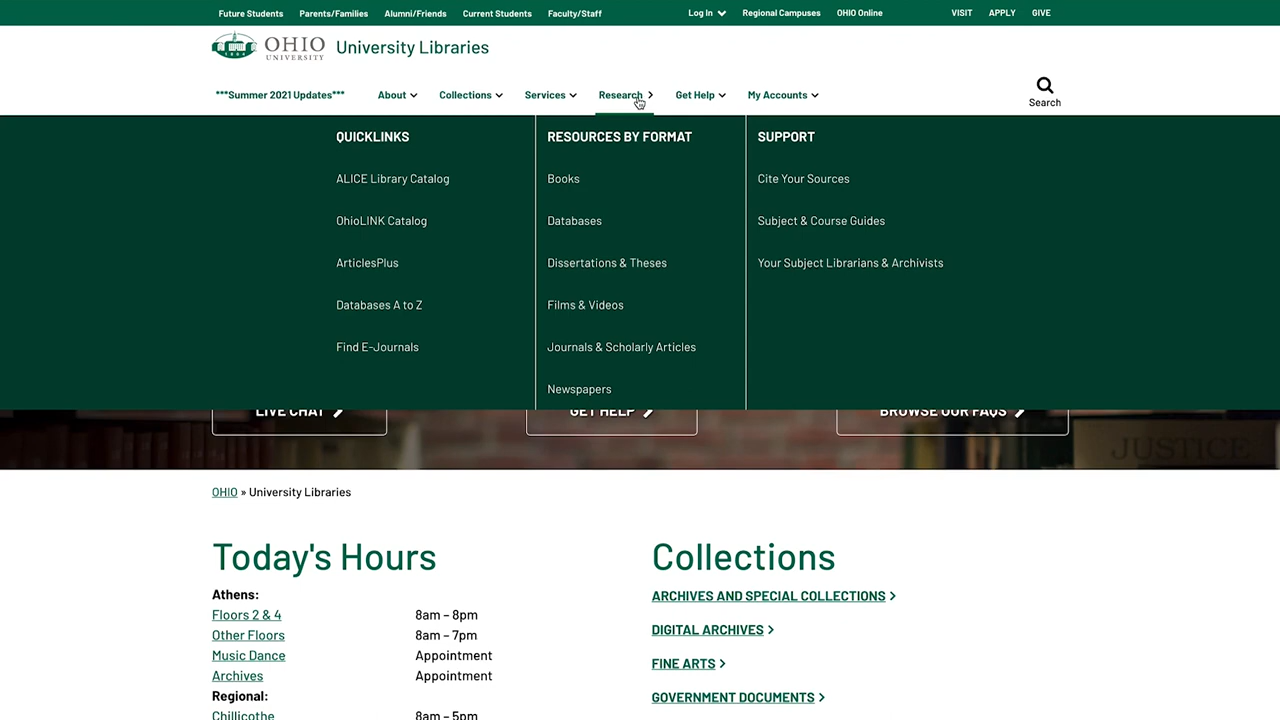 Future Students Parents/Families Alumni/Friends Current Students Faculty/Staff Log In Regional Campuses OHIO Online VISIT APPLY GIVE
OHIO UNIVERSITY University Libraries
1804
***Summer 2021 Updates*** About Collections Services Research Get Help My Accounts Search
QUICKLINKS
ALICE Library Catalog
OhioLINK Catalog
ArticlesPlus
Databases A to Z
Find E-Journals
RESOURCES BY FORMAT
Books
Databases
Dissertations & Theses
Films & Videos
Journals & Scholarly Articles
Newspapers
SUPPORT
Cite Your Sources
Subject & Course Guides
Your Subject Librarians & Archivists
LIVE CHAT GET HELP BROWSE OUR FAQS
JUSTICE
OHIO » University Libraries
Today's Hours
Athens:
Floors 2 & 4 8am – 8pm
Other Floors 8am – 7pm
Music Dance Appointment
Archives Appointment
Regional:
Chillicothe 8am – 5pm
Collections
ARCHIVES AND SPECIAL COLLECTIONS
DIGITAL ARCHIVES
FINE ARTS
GOVERNMENT DOCUMENTS